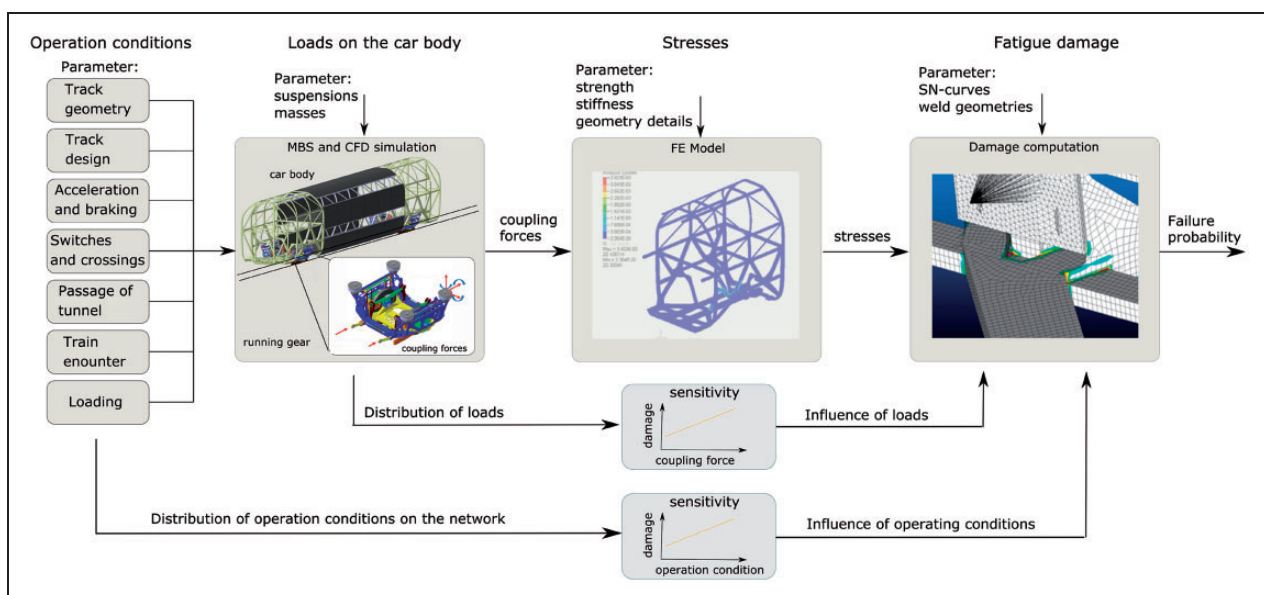 Operation conditions
Loads on the car body
Stresses
Fatigue damage
Parameter:
Track
geometry
Track
design
Acceleration
and braking
Switches
and crossings
Passage of
tunnel
Train
enounter
Loading
Parameter:
suspensions
masses
MBS and CFD simulation
car body
running gear
coupling forces
coupling
forces
Parameter:
strength
stiffness
geometry details
FE Model
stresses
Parameter:
SN-curves
weld geometries
Damage computation
Failure
probability
Distribution of loads
sensitivity
damage
coupling force
Influence of loads
Distribution of operation conditions on the network
sensitivity
damage
operation condition
Influence of operating conditions